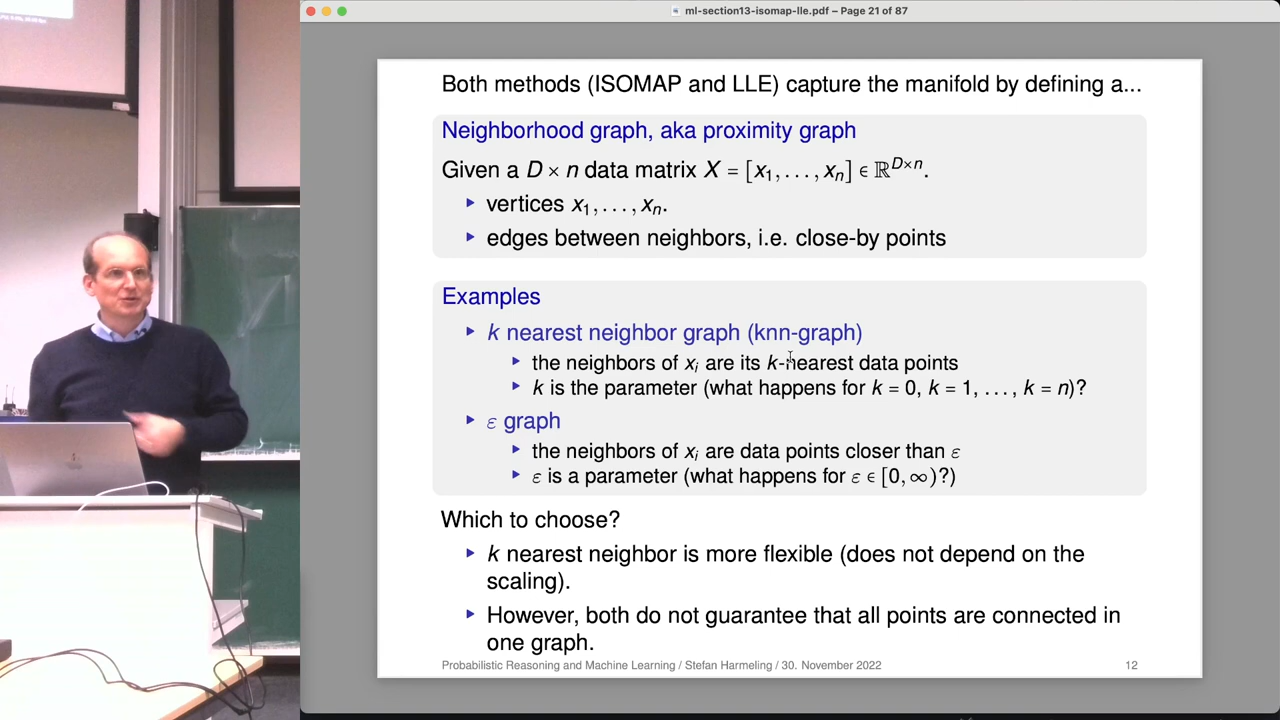 ml-section13-isomap-lle.pdf – Page 21 of 87
Both methods (ISOMAP and LLE) capture the manifold by defining a...
Neighborhood graph, aka proximity graph
Given a D × n data matrix X = [x₁, . . . , xₙ] ∈ ℝ^{D×n}.
▸ vertices x₁, . . . , xₙ.
▸ edges between neighbors, i.e. close-by points
Examples
▸ k nearest neighbor graph (knn-graph)
▸ the neighbors of xᵢ are its k-nearest data points
▸ k is the parameter (what happens for k = 0, k = 1, . . . , k = n)?
▸ ε graph
▸ the neighbors of xᵢ are data points closer than ε
▸ ε is a parameter (what happens for ε ∈ [0, ∞)?)
Which to choose?
▸ k nearest neighbor is more flexible (does not depend on the
scaling).
▸ However, both do not guarantee that all points are connected in
one graph.
Probabilistic Reasoning and Machine Learning / Stefan Harmeling / 30. November 2022
12